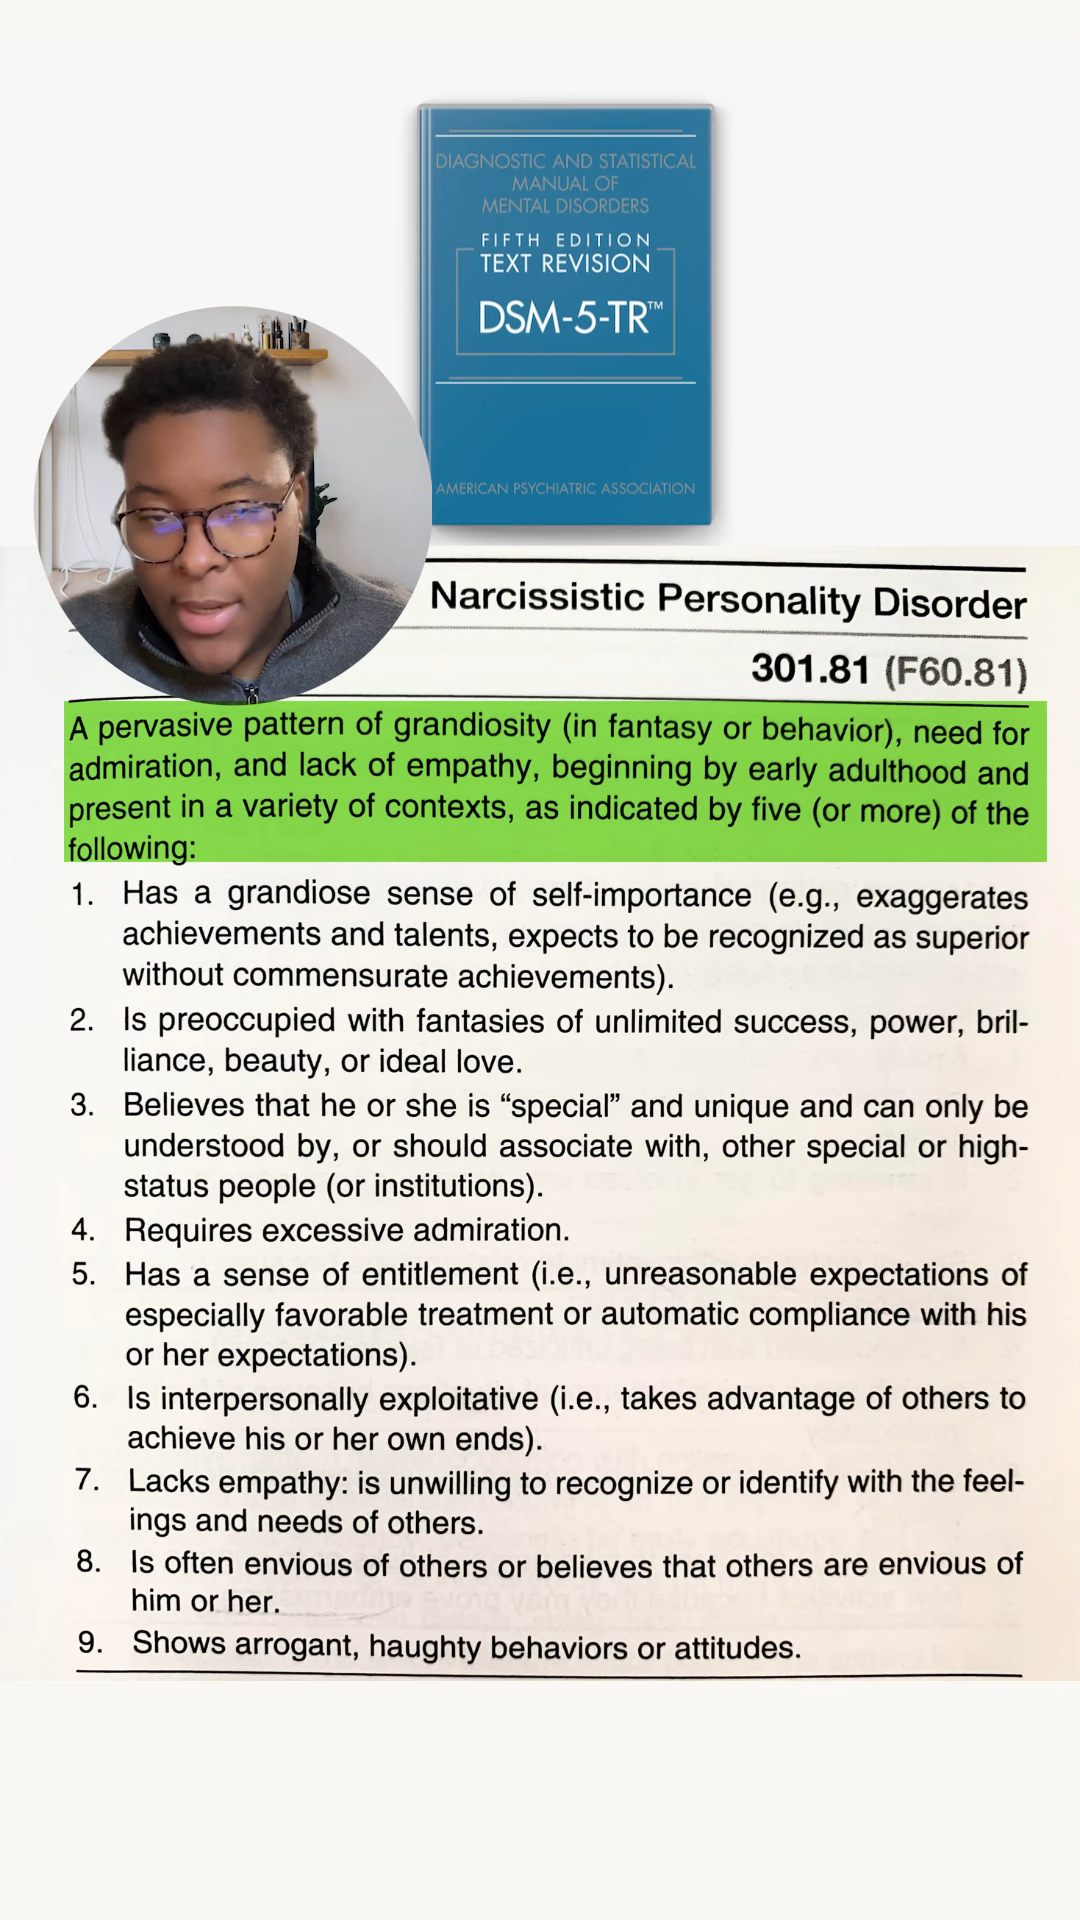 DIAGNOSTIC AND STATISTICAL
MANUAL OF
MENTAL DISORDERS
FIFTH EDITION
TEXT REVISION
DSM-5-TR™
AMERICAN PSYCHIATRIC ASSOCIATION
Narcissistic Personality Disorder
301.81 (F60.81)
A pervasive pattern of grandiosity (in fantasy or behavior), need for
admiration, and lack of empathy, beginning by early adulthood and
present in a variety of contexts, as indicated by five (or more) of the
following:
1. Has a grandiose sense of self-importance (e.g., exaggerates
achievements and talents, expects to be recognized as superior
without commensurate achievements).
2. Is preoccupied with fantasies of unlimited success, power, bril-
liance, beauty, or ideal love.
3. Believes that he or she is “special” and unique and can only be
understood by, or should associate with, other special or high-
status people (or institutions).
4. Requires excessive admiration.
5. Has a sense of entitlement (i.e., unreasonable expectations of
especially favorable treatment or automatic compliance with his
or her expectations).
6. Is interpersonally exploitative (i.e., takes advantage of others to
achieve his or her own ends).
7. Lacks empathy: is unwilling to recognize or identify with the feel-
ings and needs of others.
8. Is often envious of others or believes that others are envious of
him or her.
9. Shows arrogant, haughty behaviors or attitudes.